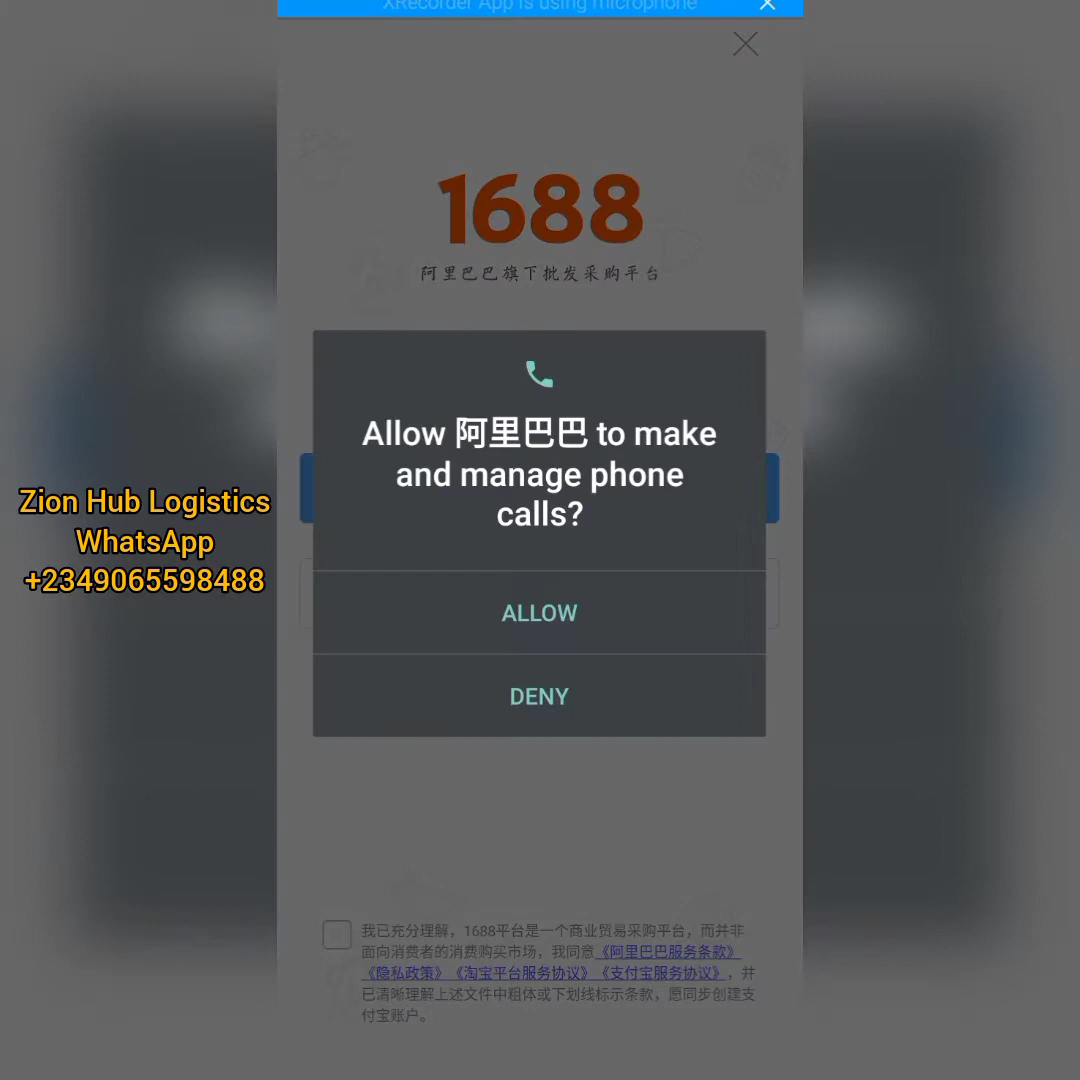 XRecorder App is using microphone
1688
阿里巴巴旗下批发采购平台
Allow 阿里巴巴 to make
and manage phone
calls?
ALLOW
DENY
Zion Hub Logistics
WhatsApp
+2349065598488
我已充分理解，1688平台是一个商业贸易采购平台，而并非
面向消费者的消费购买市场，我同意《阿里巴巴服务条款》
《隐私政策》《淘宝平台服务协议》《支付宝服务协议》，并
已清晰理解上述文件中粗体或下划线标示条款，愿同步创建支
付宝账户。